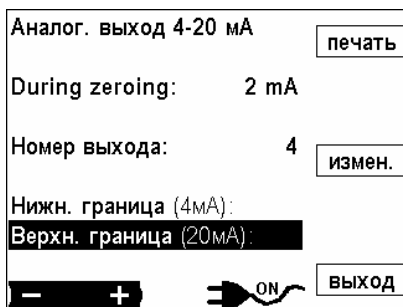 Аналог. выход 4-20 мА
печать
During zeroing: 2 mA
Номер выхода: 4
измен.
Нижн. граница (4мА):
Верхн. граница (20мА):
− +
ON
выход